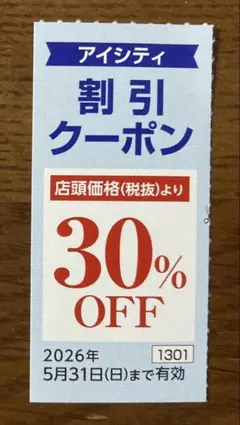 アイシティ
割引
クーポン
店頭価格(税抜)より
30%
OFF
2026年
1301
5月31日(日)まで有効